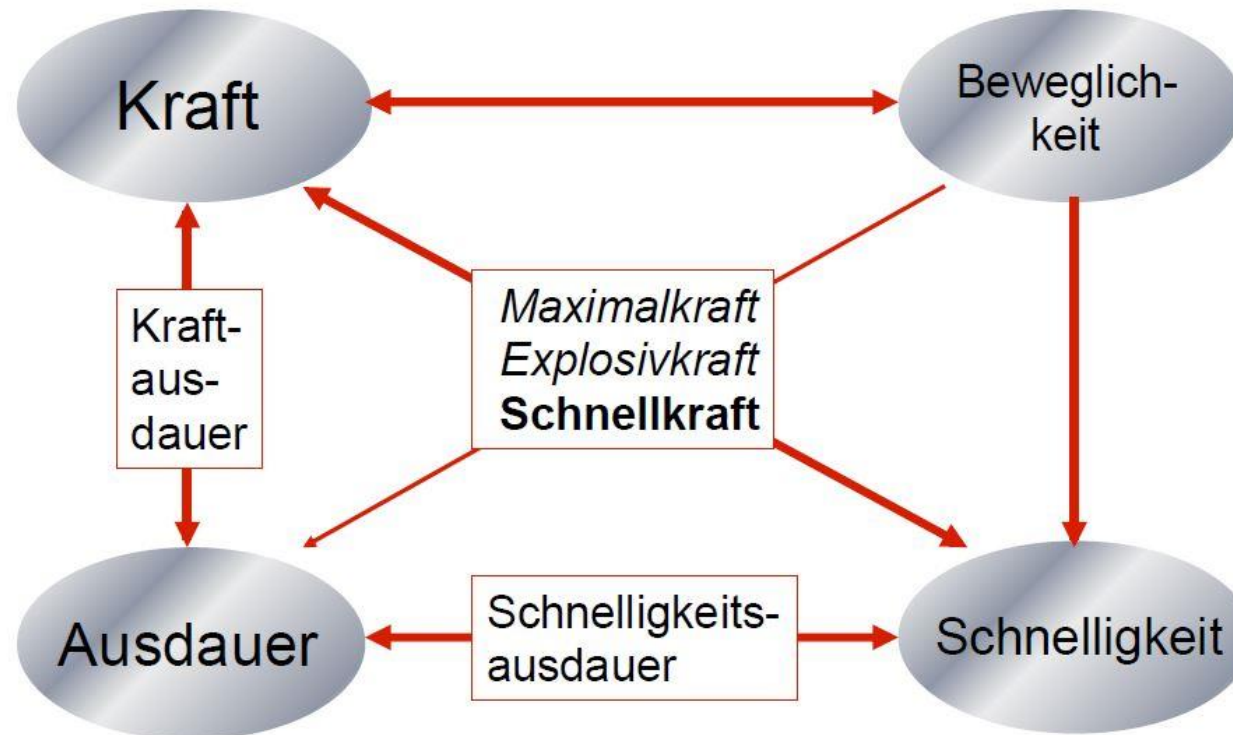 Kraft
Beweglich-
keit
Maximalkraft
Explosivkraft
Schnellkraft
Kraft-
aus-
dauer
Ausdauer
Schnelligkeits-
ausdauer
Schnelligkeit